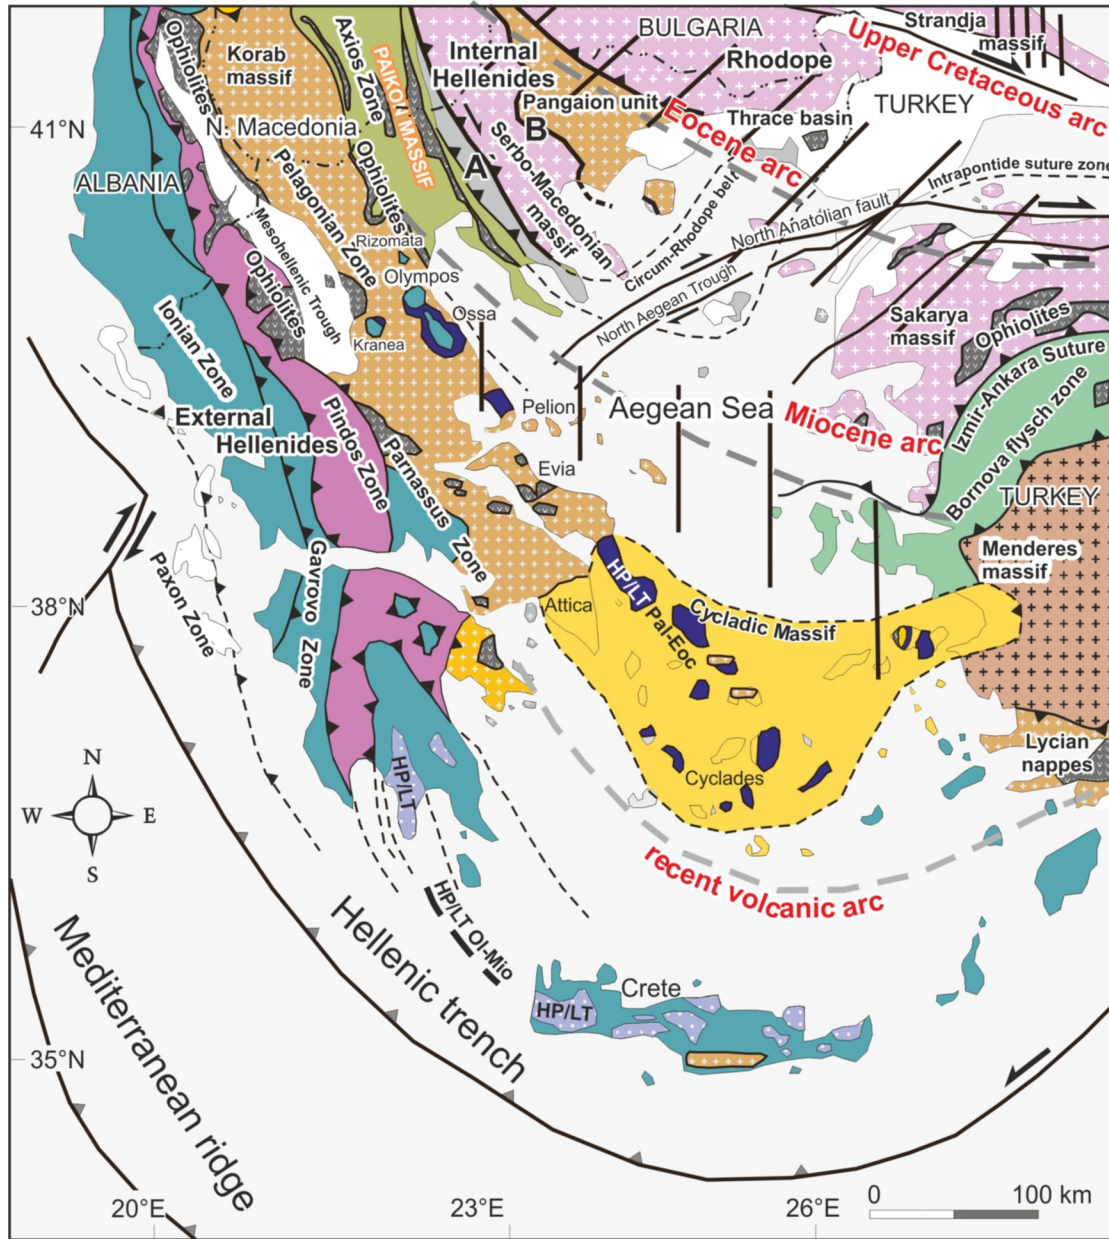 Strandja
massif
BULGARIA
Internal
Hellenides
Rhodope
Upper Cretaceous arc
Ophiolites
Korab
massif
Axios Zone
PAIKON MASSIF
Pangaion unit
B
Eocene arc
Thrace basin
TURKEY
41°N
N. Macedonia
ALBANIA
Pelagonian Zone
Ophiolites
A
Serbo-Macedonian
massif
Circum-Rhodope belt
North Anatolian fault
Intrapontide suture zone
Mesohellenic Trough
Ophiolites
Rizomata
Olympos
Ossa
Kranea
North Aegean Trough
Sakarya
massif
Ophiolites
Ionian Zone
External
Hellenides
Pindos Zone
Parnassus Zone
Pelion
Aegean Sea
Miocene arc
Izmir-Ankara Suture
Bornova flysch zone
TURKEY
Evia
Menderes
massif
Paxon Zone
Gavrovo Zone
38°N
Attica
HP/LT
Pal-Eoc
Cycladic Massif
Cyclades
Lycian
nappes
HP/LT
N
W
E
S
recent volcanic arc
HP/LT Ol-Mio
Hellenic trench
Mediterranean ridge
Crete
HP/LT
35°N
20°E
23°E
26°E
0
100 km